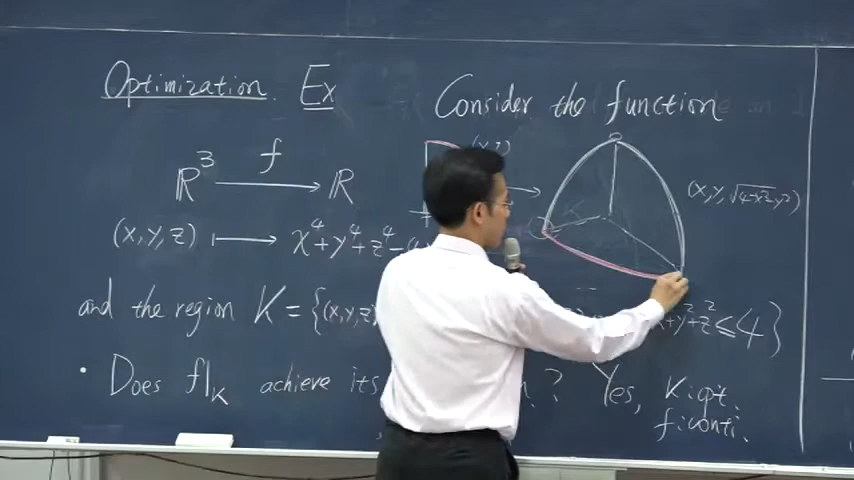 Optimization Ex Consider the function
R³ —f→ R
(x,y,z) ↦ x⁴+y⁴+z⁴-
(x,y,√4-x²-y²)
and the region K = {(x,y,z) +y²+z² ≤ 4}
• Does f|K achieve its ? Yes, K: cpt.
f: conti.